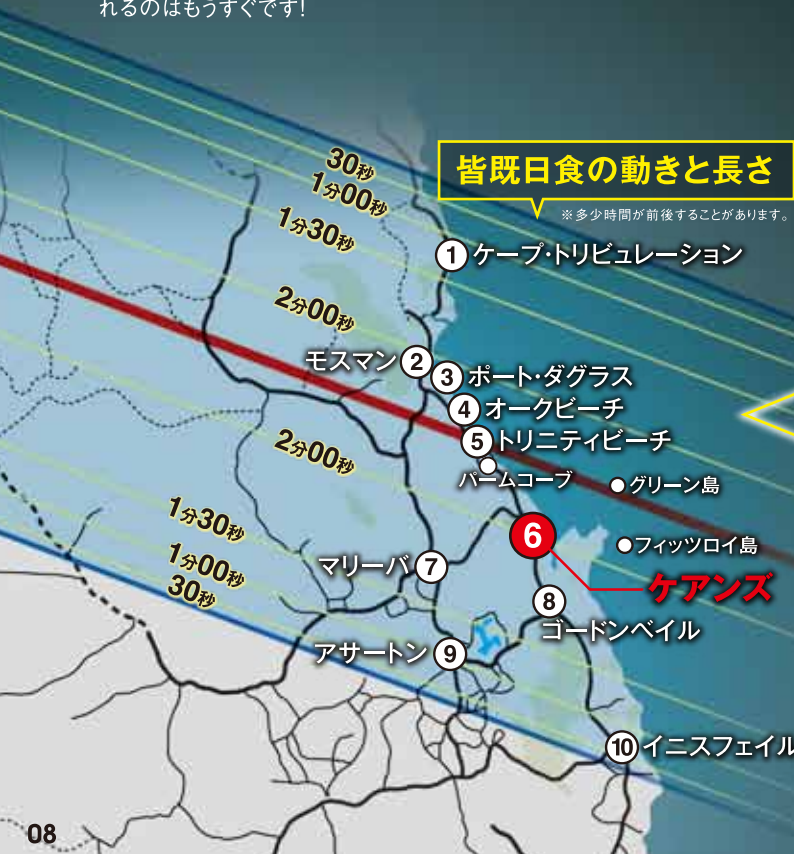 れるのはもうすぐです!
皆既日食の動きと長さ
※多少時間が前後することがあります。
30秒
1分00秒
1分30秒
2分00秒
2分00秒
1分30秒
1分00秒
30秒
1 ケープ・トリビュレーション
モスマン 2
3 ポート・ダグラス
4 オークビーチ
5 トリニティビーチ
パームコーブ
グリーン島
6
フィッツロイ島
ケアンズ
マリーバ 7
8
ゴードンベイル
アサートン 9
10 イニスフェイル
08